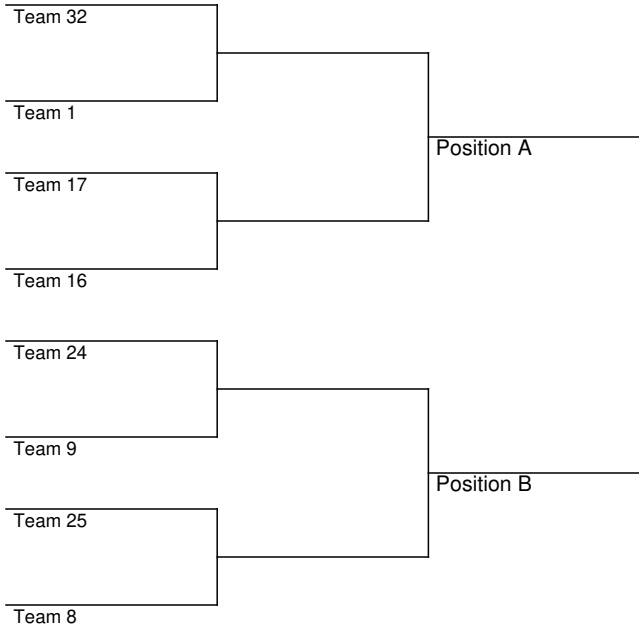 Team 32
Team 1
Position A
Team 17
Team 16
Team 24
Team 9
Position B
Team 25
Team 8